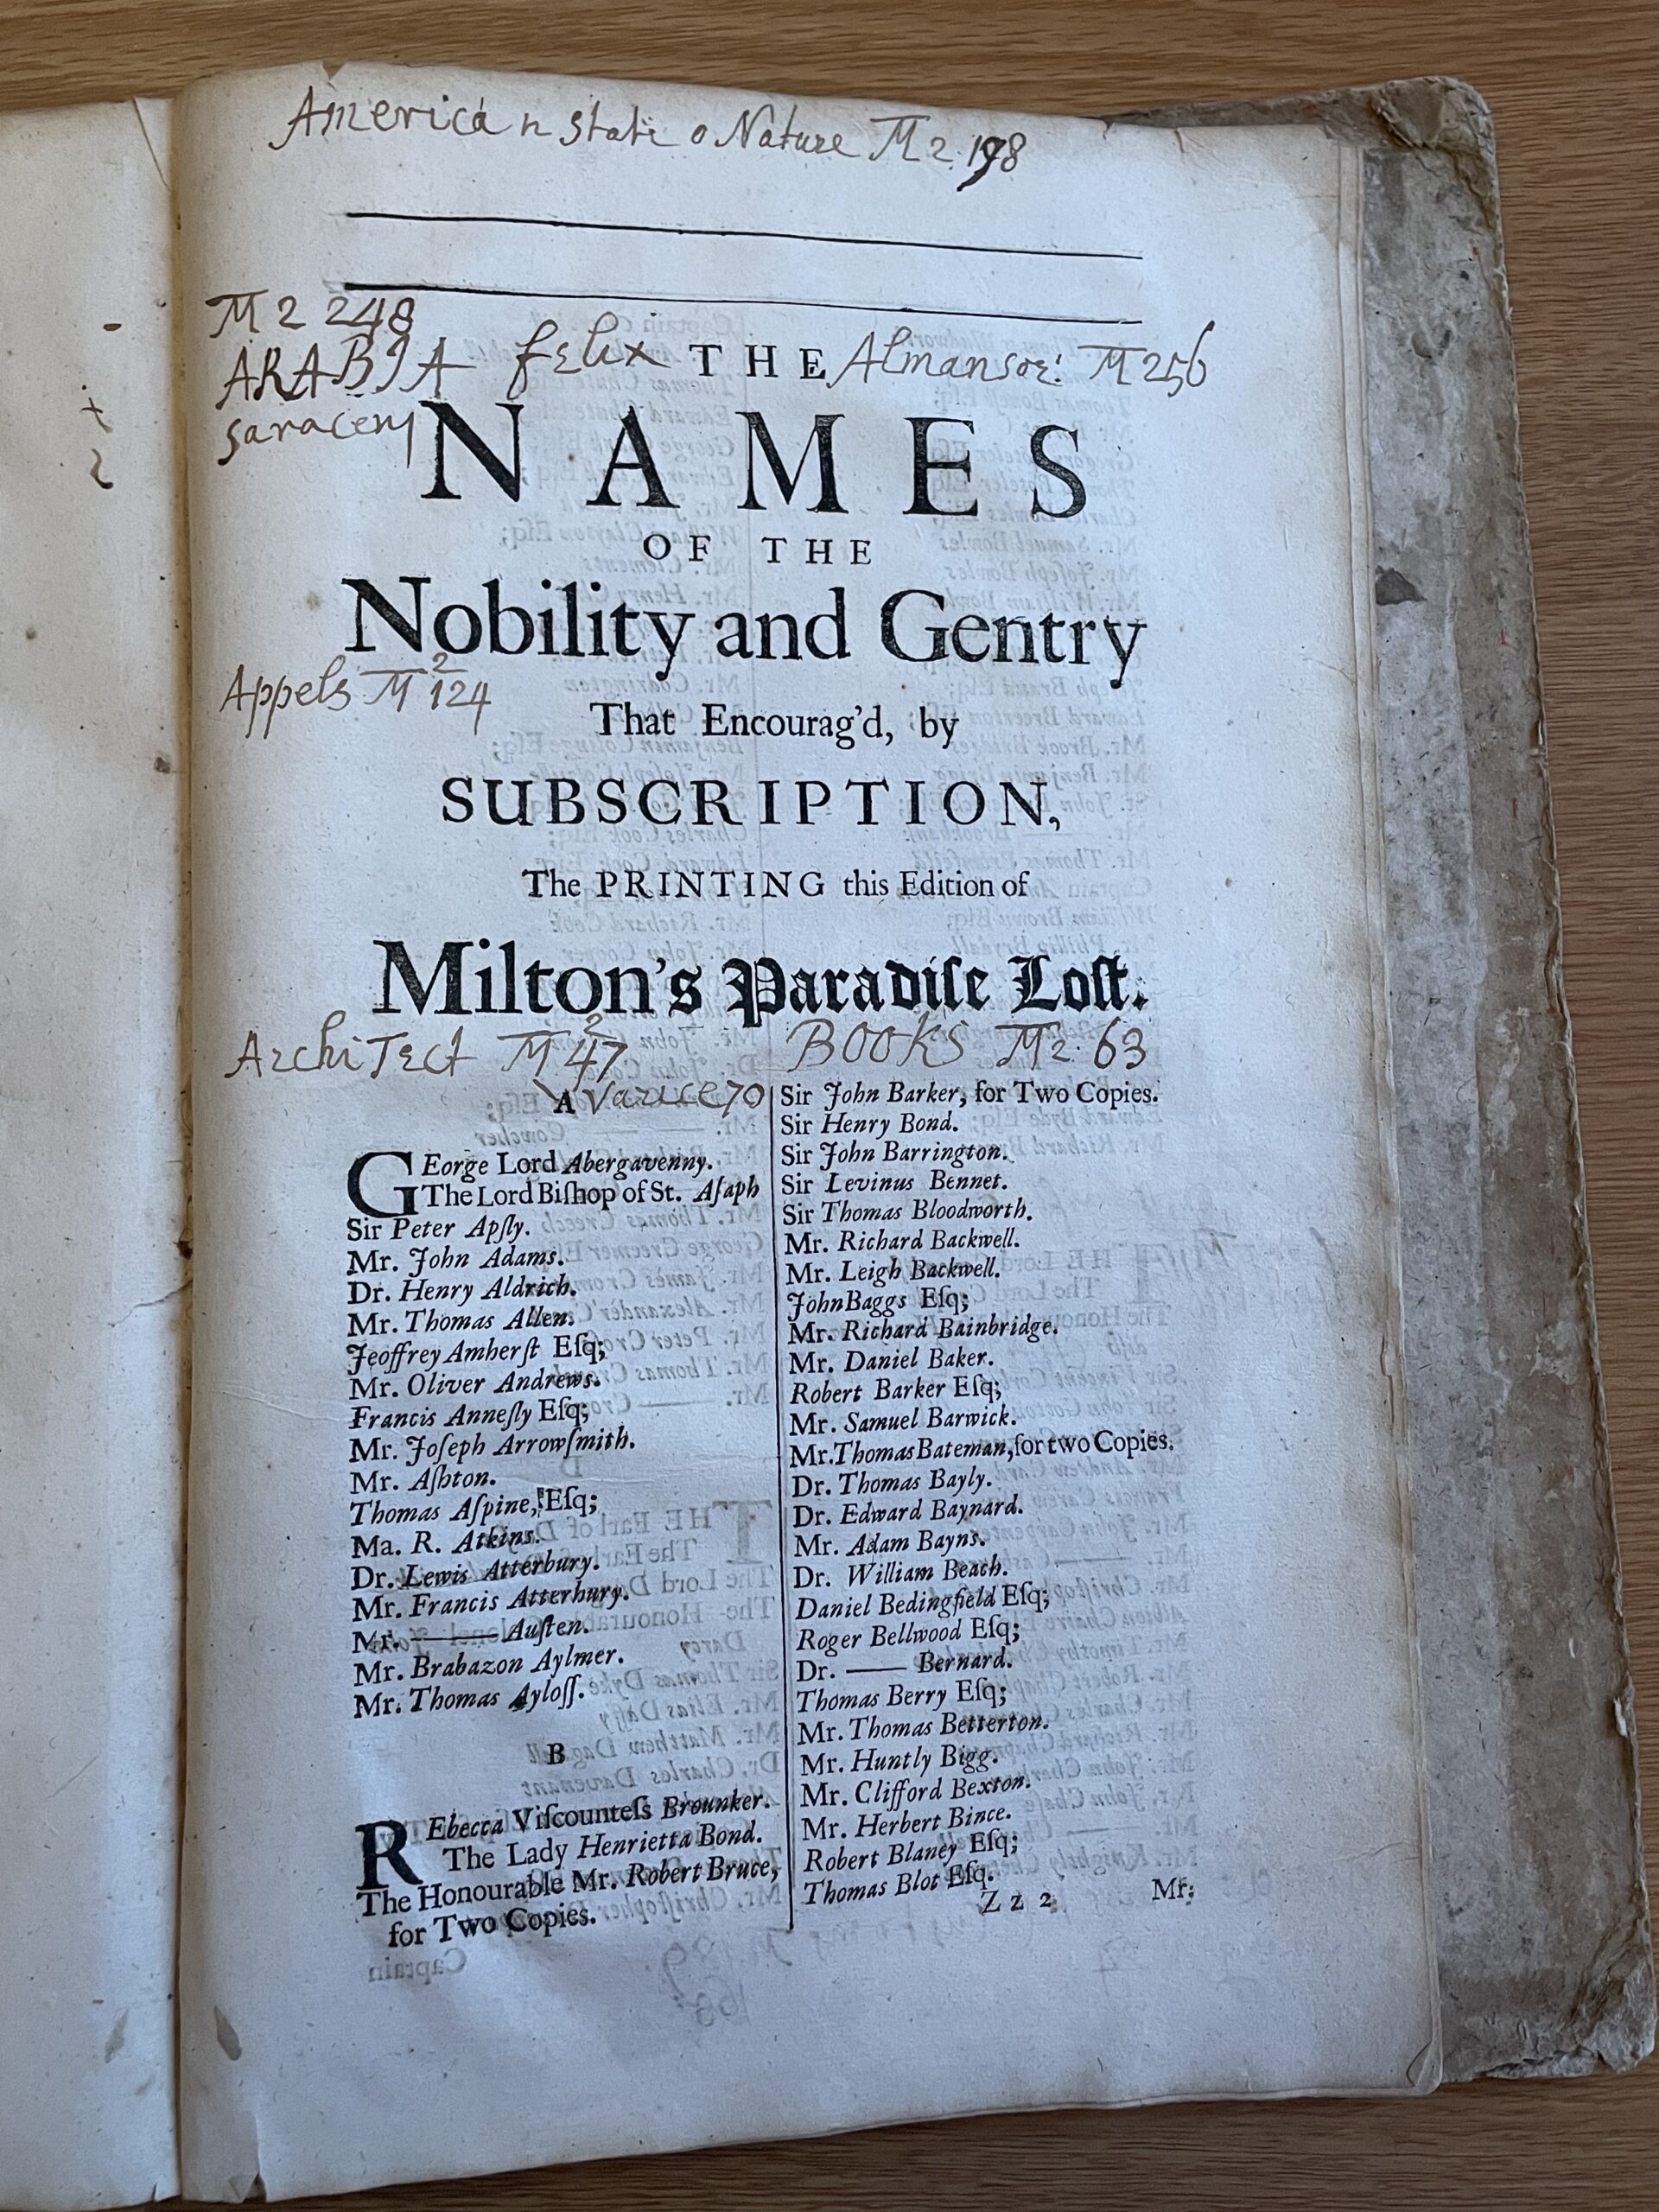 America n State o Nature M 2 198
M 2 248
ARABIA felix THE Almansor: M 256
Saracens
NAMES
OF THE
Nobility and Gentry
Appels M 2 124
That Encourag'd, by
SUBSCRIPTION,
The PRINTING this Edition of
Milton's Paradiſe Loſt.
Architect M 2 47 BOOKS M 2 63
A Varice 70
GEorge Lord Abergavenny.
The Lord Biſhop of St. Aſaph
Sir Peter Apſly.
Mr. John Adams.
Dr. Henry Aldrich.
Mr. Thomas Allen.
Jeoffrey Amherſt Eſq;
Mr. Oliver Andrews.
Francis Anneſly Eſq;
Mr. Joſeph Arrowſmith.
Mr. Aſhton.
Thomas Aſpine, Eſq;
Ma. R. Atkins.
Dr. Lewis Atterbury.
Mr. Francis Atterbury.
Mr. —— Auſten.
Mr. Brabazon Aylmer.
Mr. Thomas Ayloſſ.
B
REbecca Viſcounteſs Brounker.
The Lady Henrietta Bond.
The Honourable Mr. Robert Bruce,
for Two Copies.
Sir John Barker, for Two Copies.
Sir Henry Bond.
Sir John Barrington.
Sir Levinus Bennet.
Sir Thomas Bloodworth.
Mr. Richard Backwell.
Mr. Leigh Backwell.
John Baggs Eſq;
Mr. Richard Bainbridge.
Mr. Daniel Baker.
Robert Barker Eſq;
Mr. Samuel Barwick.
Mr. Thomas Bateman, for two Copies.
Dr. Thomas Bayly.
Dr. Edward Baynard.
Mr. Adam Bayns.
Dr. William Beach.
Daniel Bedingfield Eſq;
Roger Bellwood Eſq;
Dr. —— Bernard.
Thomas Berry Eſq;
Mr. Thomas Betterton.
Mr. Huntly Bigg.
Mr. Clifford Bexton.
Mr. Herbert Bince.
Robert Blaney Eſq;
Thomas Blot Eſq.
Z z 2 Mr: